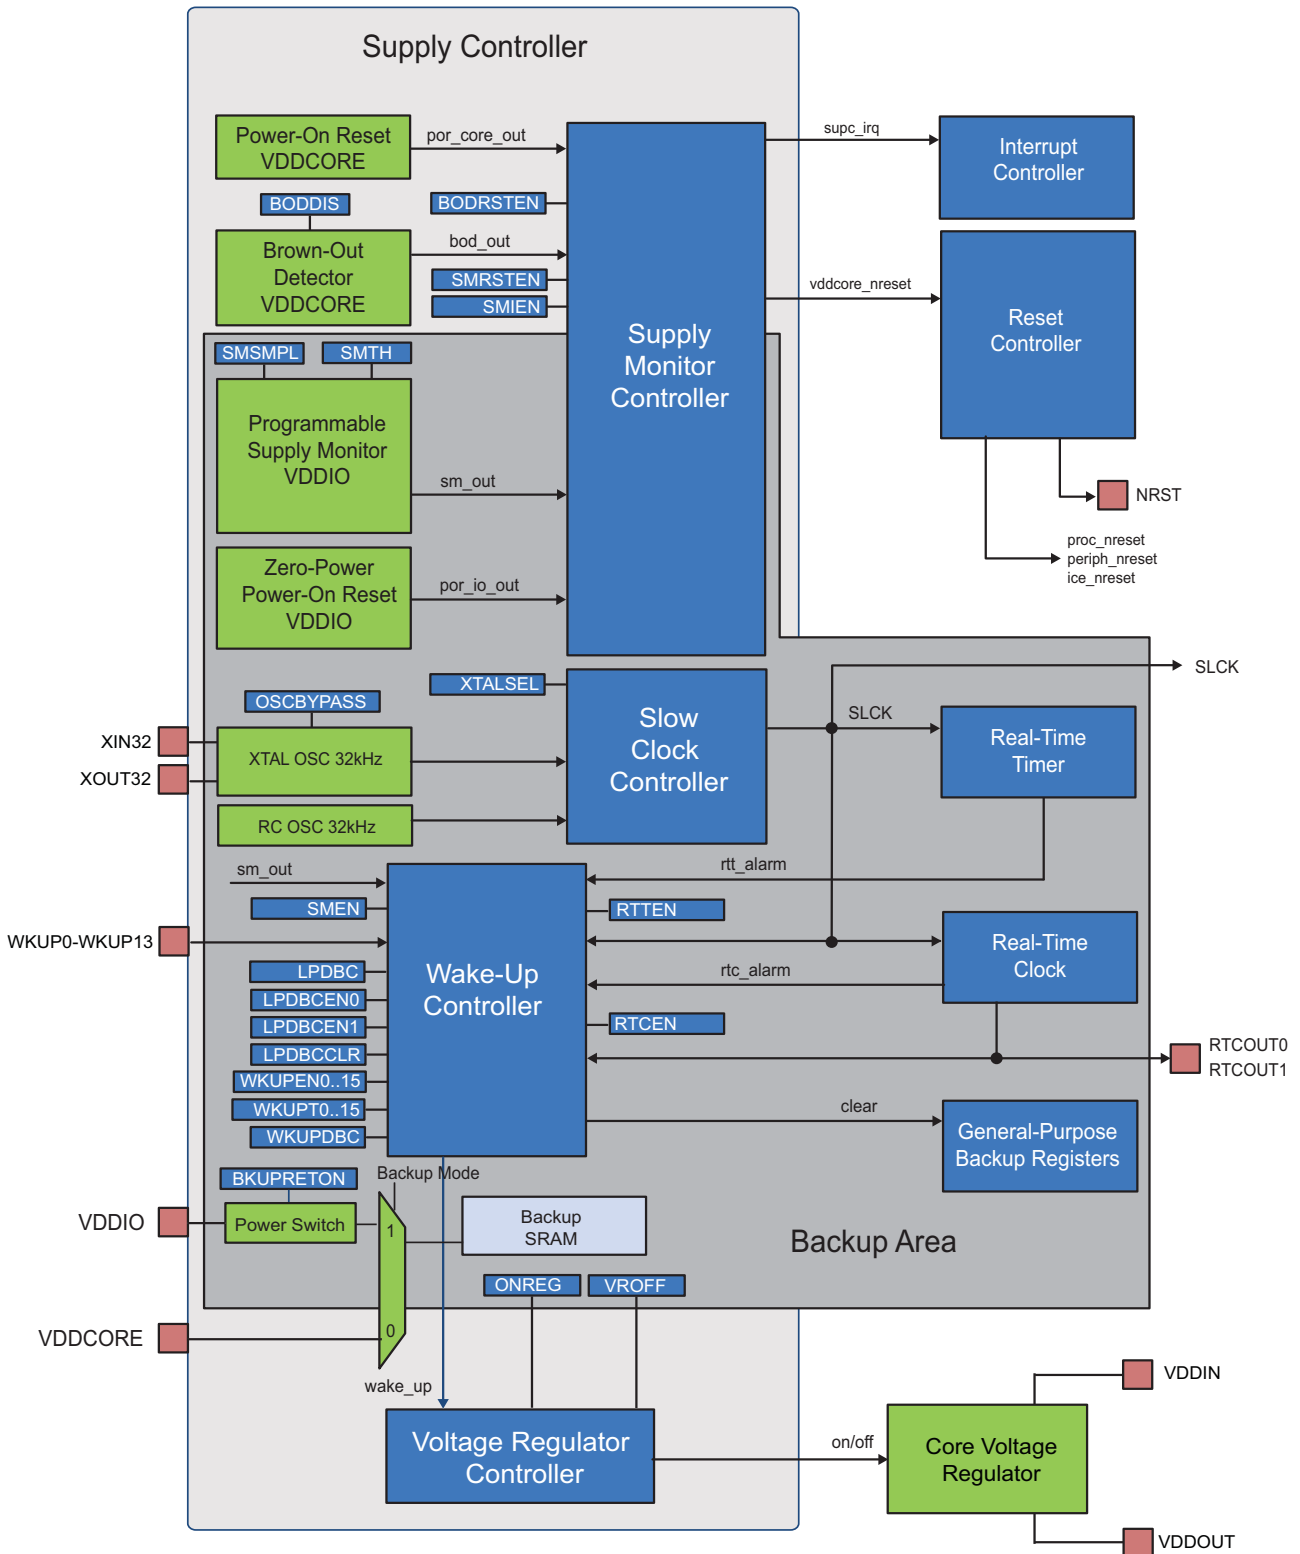 Supply Controller
Power-On Reset
VDDCORE
por_core_out
supc_irq
Interrupt
Controller
BODDIS
BODRSTEN
Brown-Out
Detector
VDDCORE
bod_out
SMRSTEN
SMIEN
vddcore_nreset
Reset
Controller
Supply
Monitor
Controller
SMSMPL
SMTH
Programmable
Supply Monitor
VDDIO
sm_out
NRST
proc_nreset
periph_nreset
ice_nreset
Zero-Power
Power-On Reset
VDDIO
por_io_out
SLCK
XTALSEL
OSCBYPASS
XIN32
XOUT32
XTAL OSC 32kHz
RC OSC 32kHz
Slow
Clock
Controller
SLCK
Real-Time
Timer
sm_out
SMEN
rtt_alarm
RTTEN
WKUP0-WKUP13
Wake-Up
Controller
Real-Time
Clock
rtc_alarm
RTCEN
LPDBC
LPDBCEN0
LPDBCEN1
LPDBCCLR
WKUPEN0..15
WKUPT0..15
WKUPDBC
RTCOUT0
RTCOUT1
clear
General-Purpose
Backup Registers
BKUPRETON
Backup Mode
VDDIO
Power Switch
1
Backup
SRAM
Backup Area
ONREG
VROFF
VDDCORE
0
wake_up
Voltage Regulator
Controller
on/off
Core Voltage
Regulator
VDDIN
VDDOUT